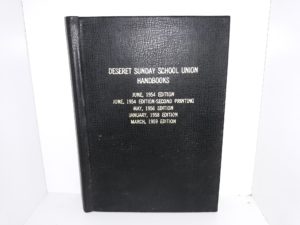 DESERET SUNDAY SCHOOL UNION
HANDBOOKS
JUNE, 1954 EDITION
JUNE, 1954 EDITION-SECOND PRINTING
MAY, 1956 EDITION
JANUARY, 1958 EDITION
MARCH, 1959 EDITION